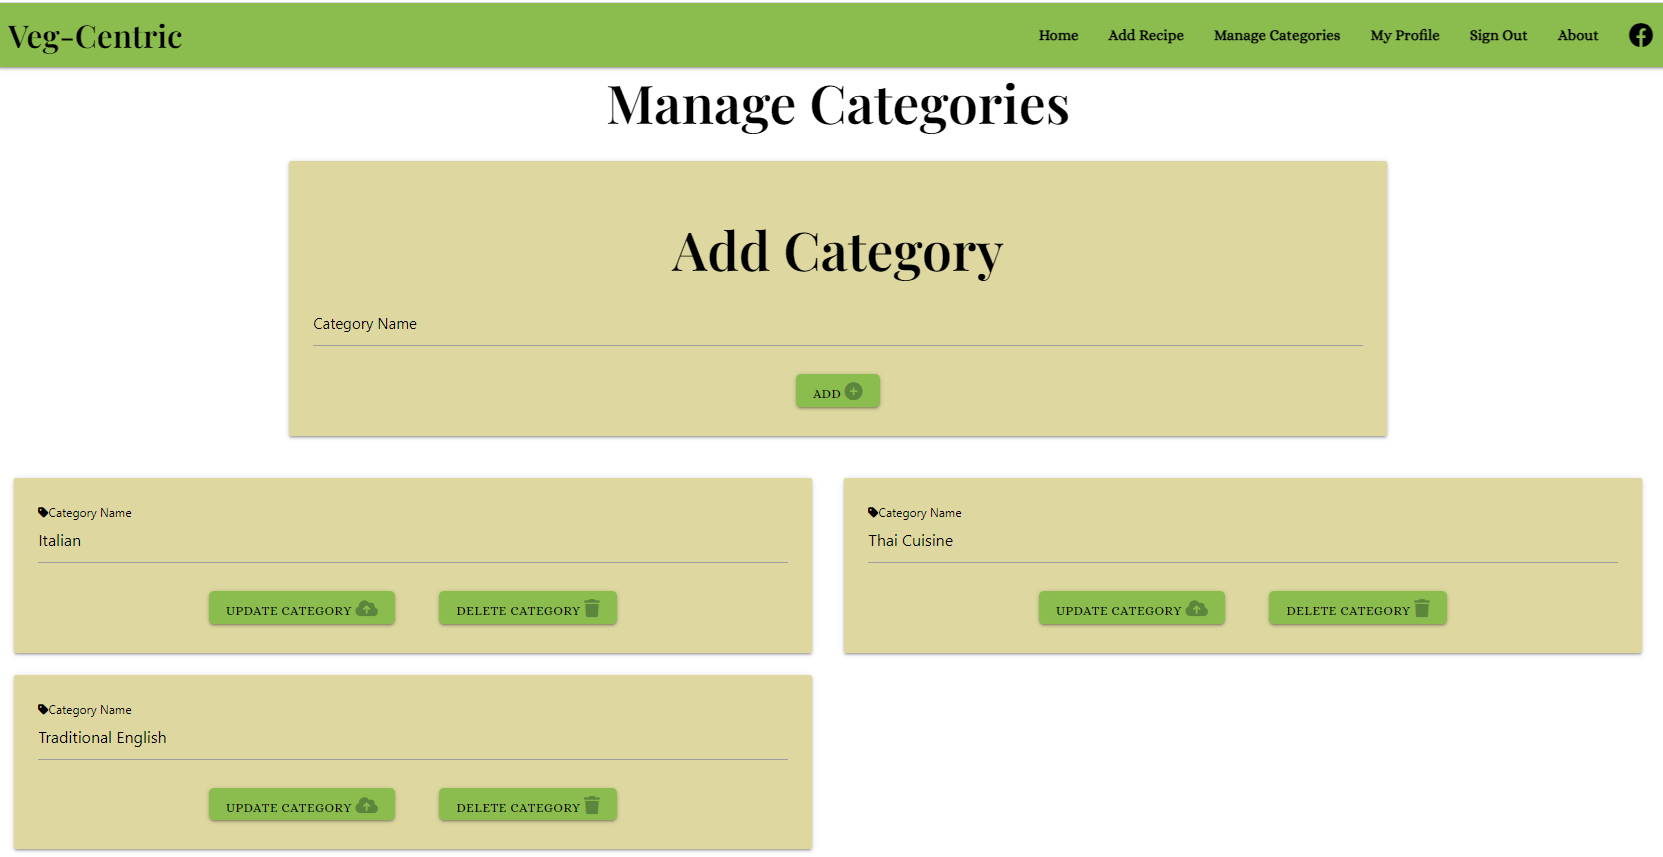 Veg-Centric
Home Add Recipe Manage Categories My Profile Sign Out About
Manage Categories
Add Category
Category Name
ADD
Category Name
Italian
UPDATE CATEGORY DELETE CATEGORY
Category Name
Thai Cuisine
UPDATE CATEGORY DELETE CATEGORY
Category Name
Traditional English
UPDATE CATEGORY DELETE CATEGORY